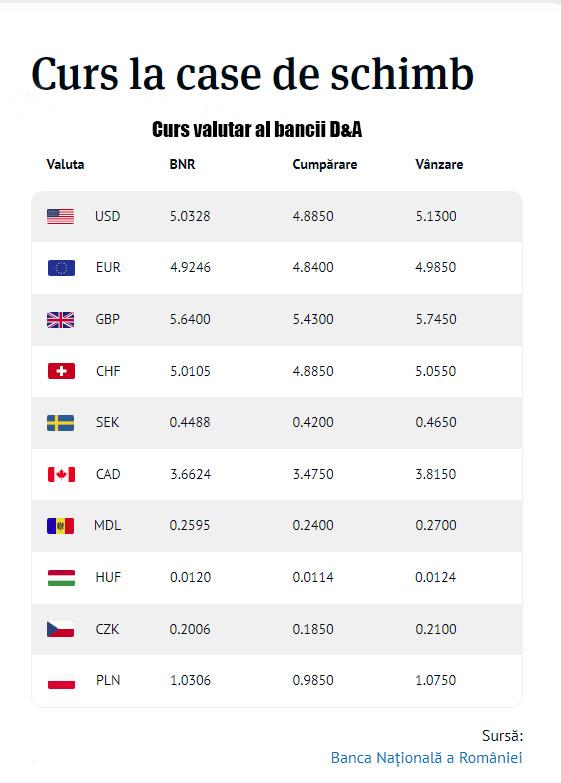 Curs la case de schimb
Curs valutar al bancii D&A
Valuta BNR Cumpărare Vânzare
USD 5.0328 4.8850 5.1300
EUR 4.9246 4.8400 4.9850
GBP 5.6400 5.4300 5.7450
CHF 5.0105 4.8850 5.0550
SEK 0.4488 0.4200 0.4650
CAD 3.6624 3.4750 3.8150
MDL 0.2595 0.2400 0.2700
HUF 0.0120 0.0114 0.0124
CZK 0.2006 0.1850 0.2100
PLN 1.0306 0.9850 1.0750
Sursă:
Banca Națională a României